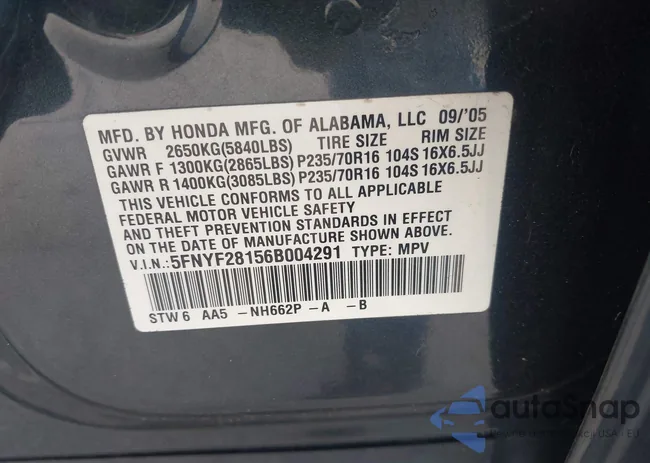 MFD. BY HONDA MFG. OF ALABAMA, LLC 09/'05
GVWR 2650KG(5840LBS) TIRE SIZE RIM SIZE
GAWR F 1300KG(2865LBS) P235/70R16 104S 16X6.5JJ
GAWR R 1400KG(3085LBS) P235/70R16 104S 16X6.5JJ
THIS VEHICLE CONFORMS TO ALL APPLICABLE
FEDERAL MOTOR VEHICLE SAFETY
AND THEFT PREVENTION STANDARDS IN EFFECT
ON THE DATE OF MANUFACTURE SHOWN ABOVE.
V.I.N.:5FNYF28156B004291 TYPE: MPV
STW6 AA5 -NH662P -A -B
autoSnap